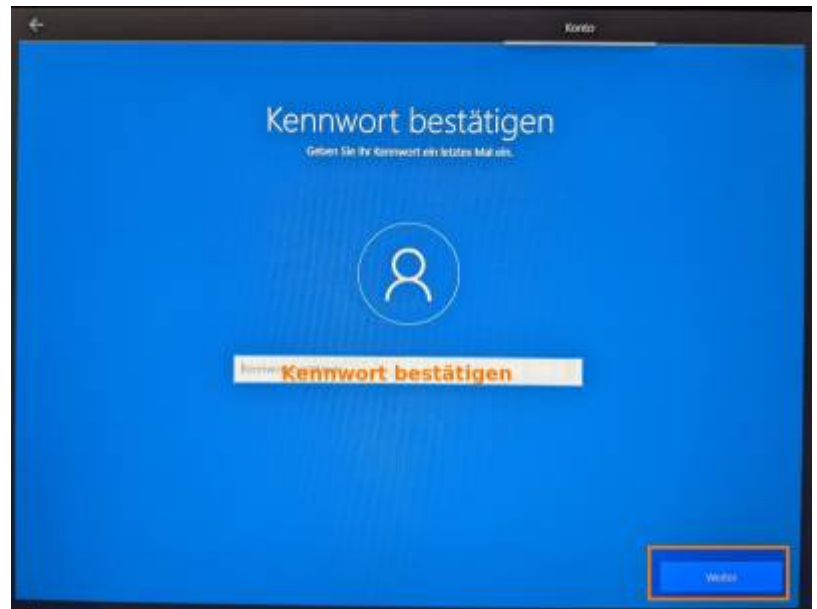 Konto
Kennwort bestätigen
Geben Sie Ihr Kennwort ein letztes Mal ein.
Kennwort bestätigen
Weiter